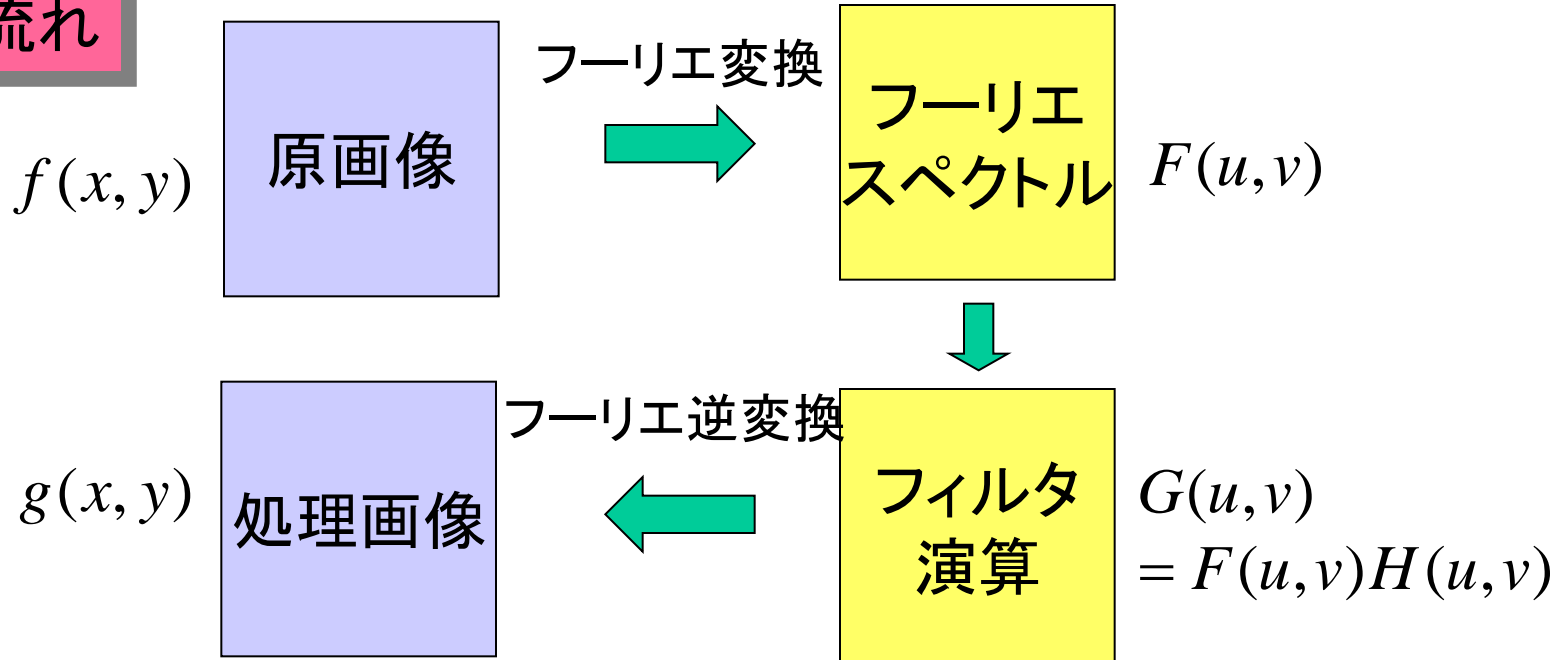 流れ
f(x, y)
原画像
フーリエ変換
フーリエ
スペクトル
F(u,v)
g(x, y)
処理画像
フーリエ逆変換
フィルタ
演算
G(u,v)
= F(u,v)H(u,v)